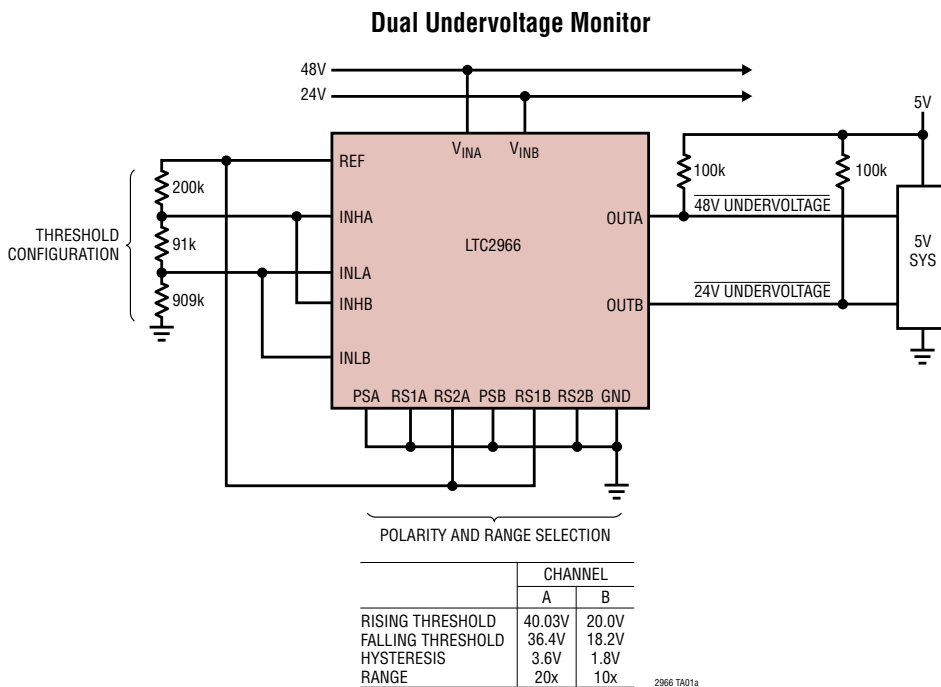 Dual Undervoltage Monitor
48V
24V
5V
VINA VINB
REF
200k
100k
100k
48V UNDERVOLTAGE
INHA
OUTA
THRESHOLD
CONFIGURATION
91k
LTC2966
5V
SYS
INLA
24V UNDERVOLTAGE
909k
INHB
OUTB
INLB
PSA RS1A RS2A PSB RS1B RS2B GND
POLARITY AND RANGE SELECTION
CHANNEL
A B
RISING THRESHOLD 40.03V 20.0V
FALLING THRESHOLD 36.4V 18.2V
HYSTERESIS 3.6V 1.8V
RANGE 20x 10x
2966 TA01a